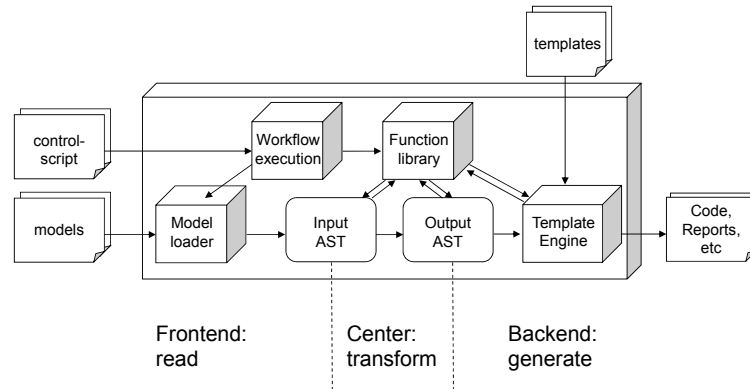 templates
control-
script
Workflow
execution
Function
library
models
Model
loader
Input
AST
Output
AST
Template
Engine
Code,
Reports,
etc
Frontend:
read
Center:
transform
Backend:
generate